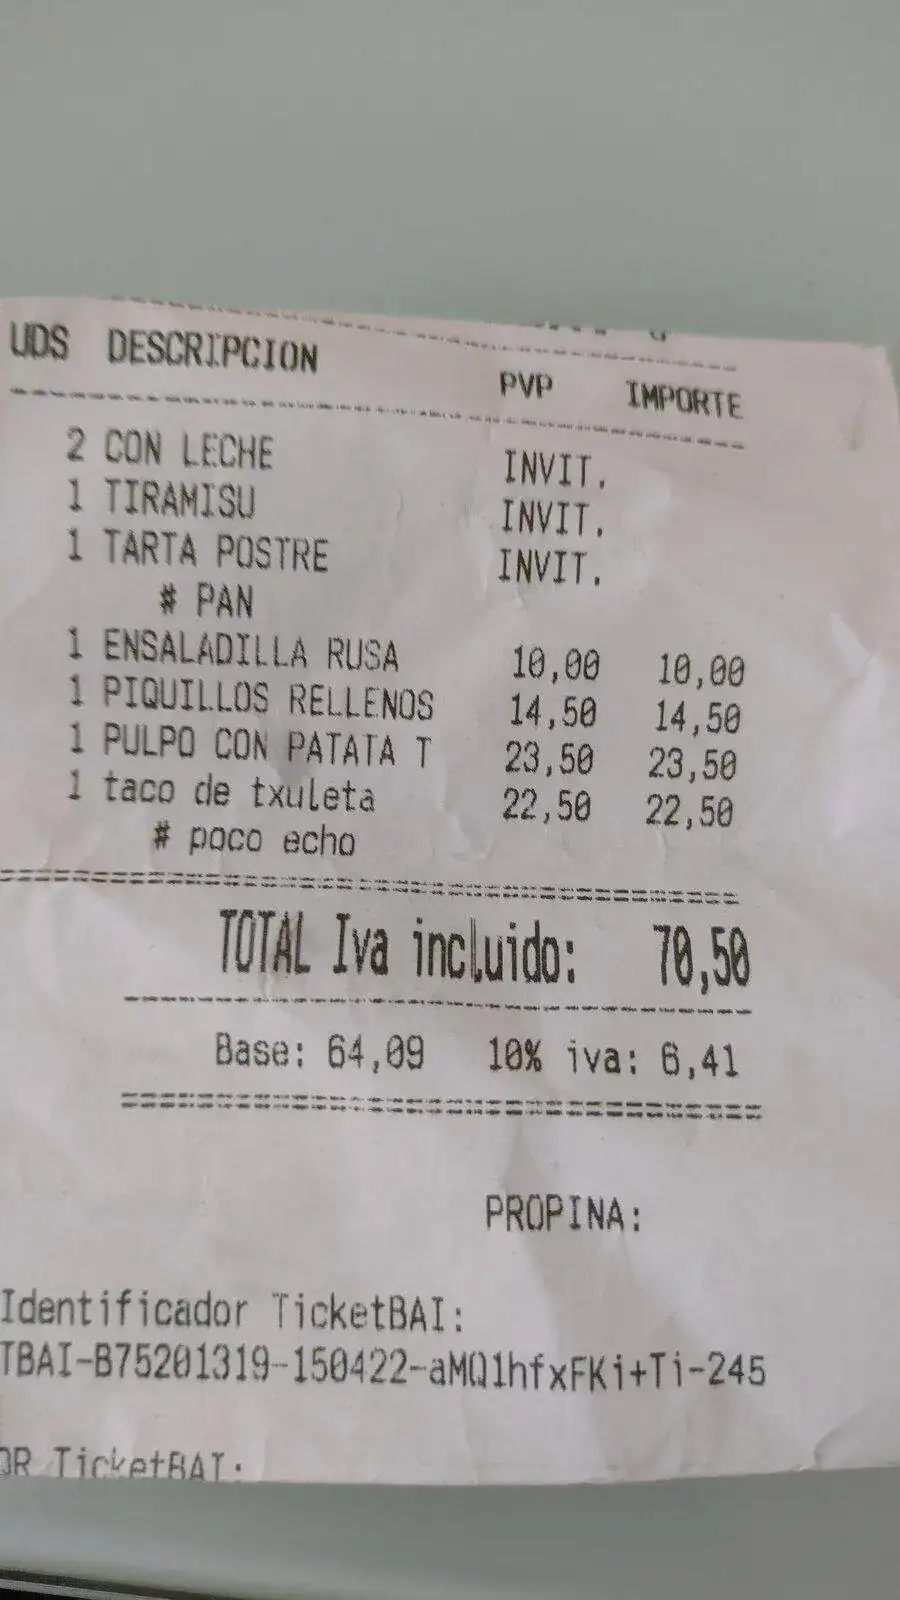 UDS DESCRIPCION PVP IMPORTE
2 CON LECHE INVIT.
1 TIRAMISU INVIT.
1 TARTA POSTRE INVIT.
# PAN
1 ENSALADILLA RUSA 10,00 10,00
1 PIQUILLOS RELLENOS 14,50 14,50
1 PULPO CON PATATA T 23,50 23,50
1 taco de txuleta 22,50 22,50
# poco echo
TOTAL Iva incluido: 70,50
Base: 64,09 10% iva: 6,41
PROPINA:
Identificador TicketBAI:
TBAI-B75201319-150422-aMQ1hfxFKi+Ti-245
TicketBAI: